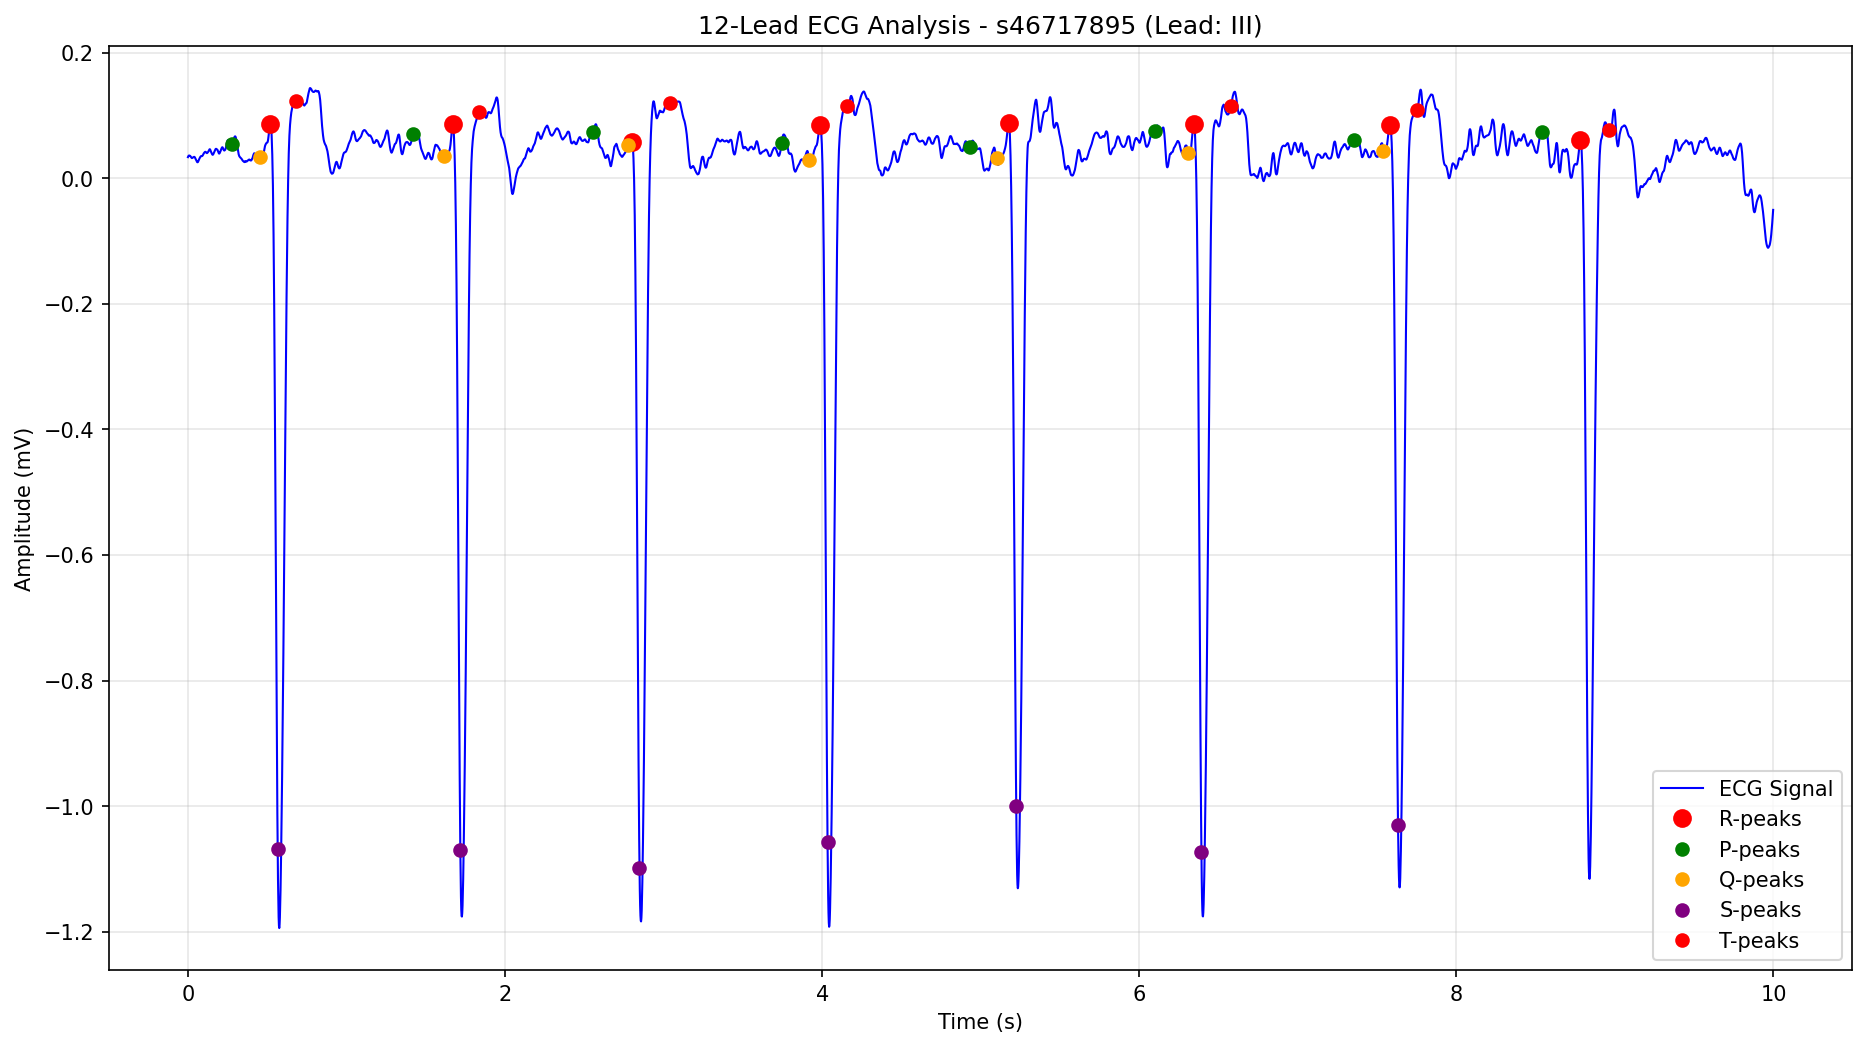 12-Lead ECG Analysis - s46717895 (Lead: III)
0.2
0.0
−0.2
−0.4
−0.6
−0.8
−1.0
−1.2
Amplitude (mV)
0 2 4 6 8 10
Time (s)
ECG Signal
R-peaks
P-peaks
Q-peaks
S-peaks
T-peaks